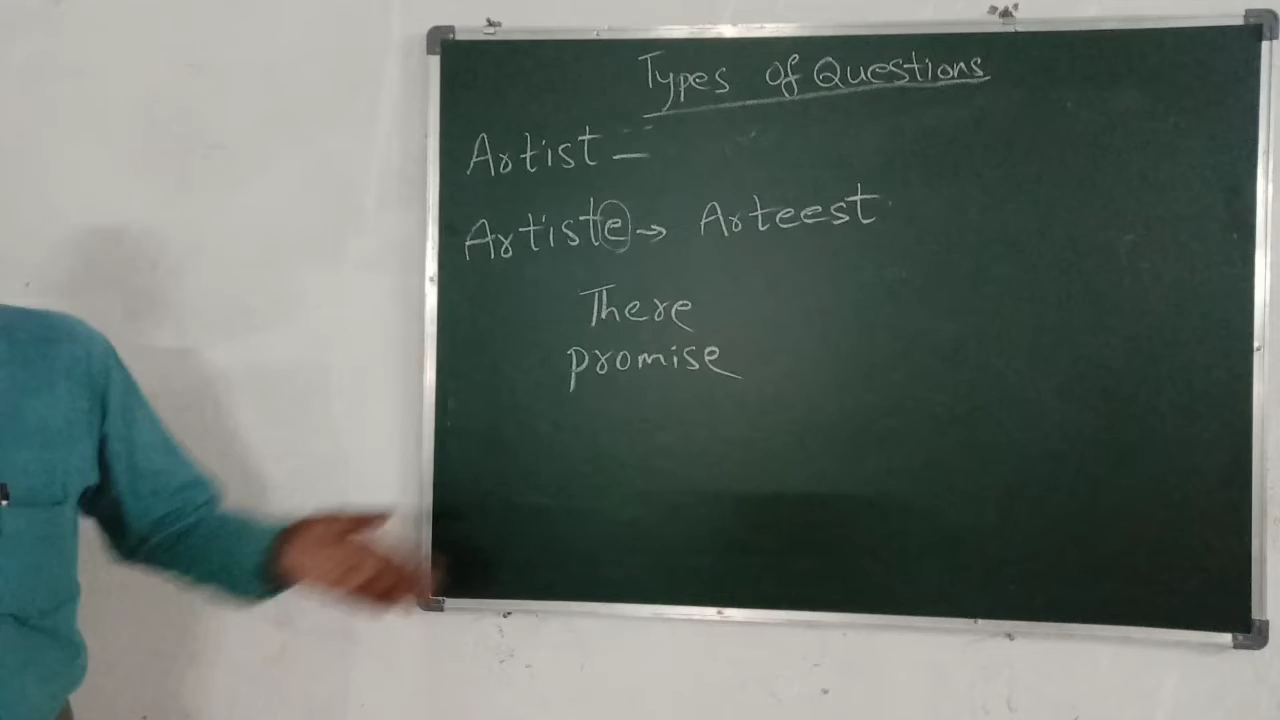 Types of Questions
Artist -
Artiste → Arteest
There
promise